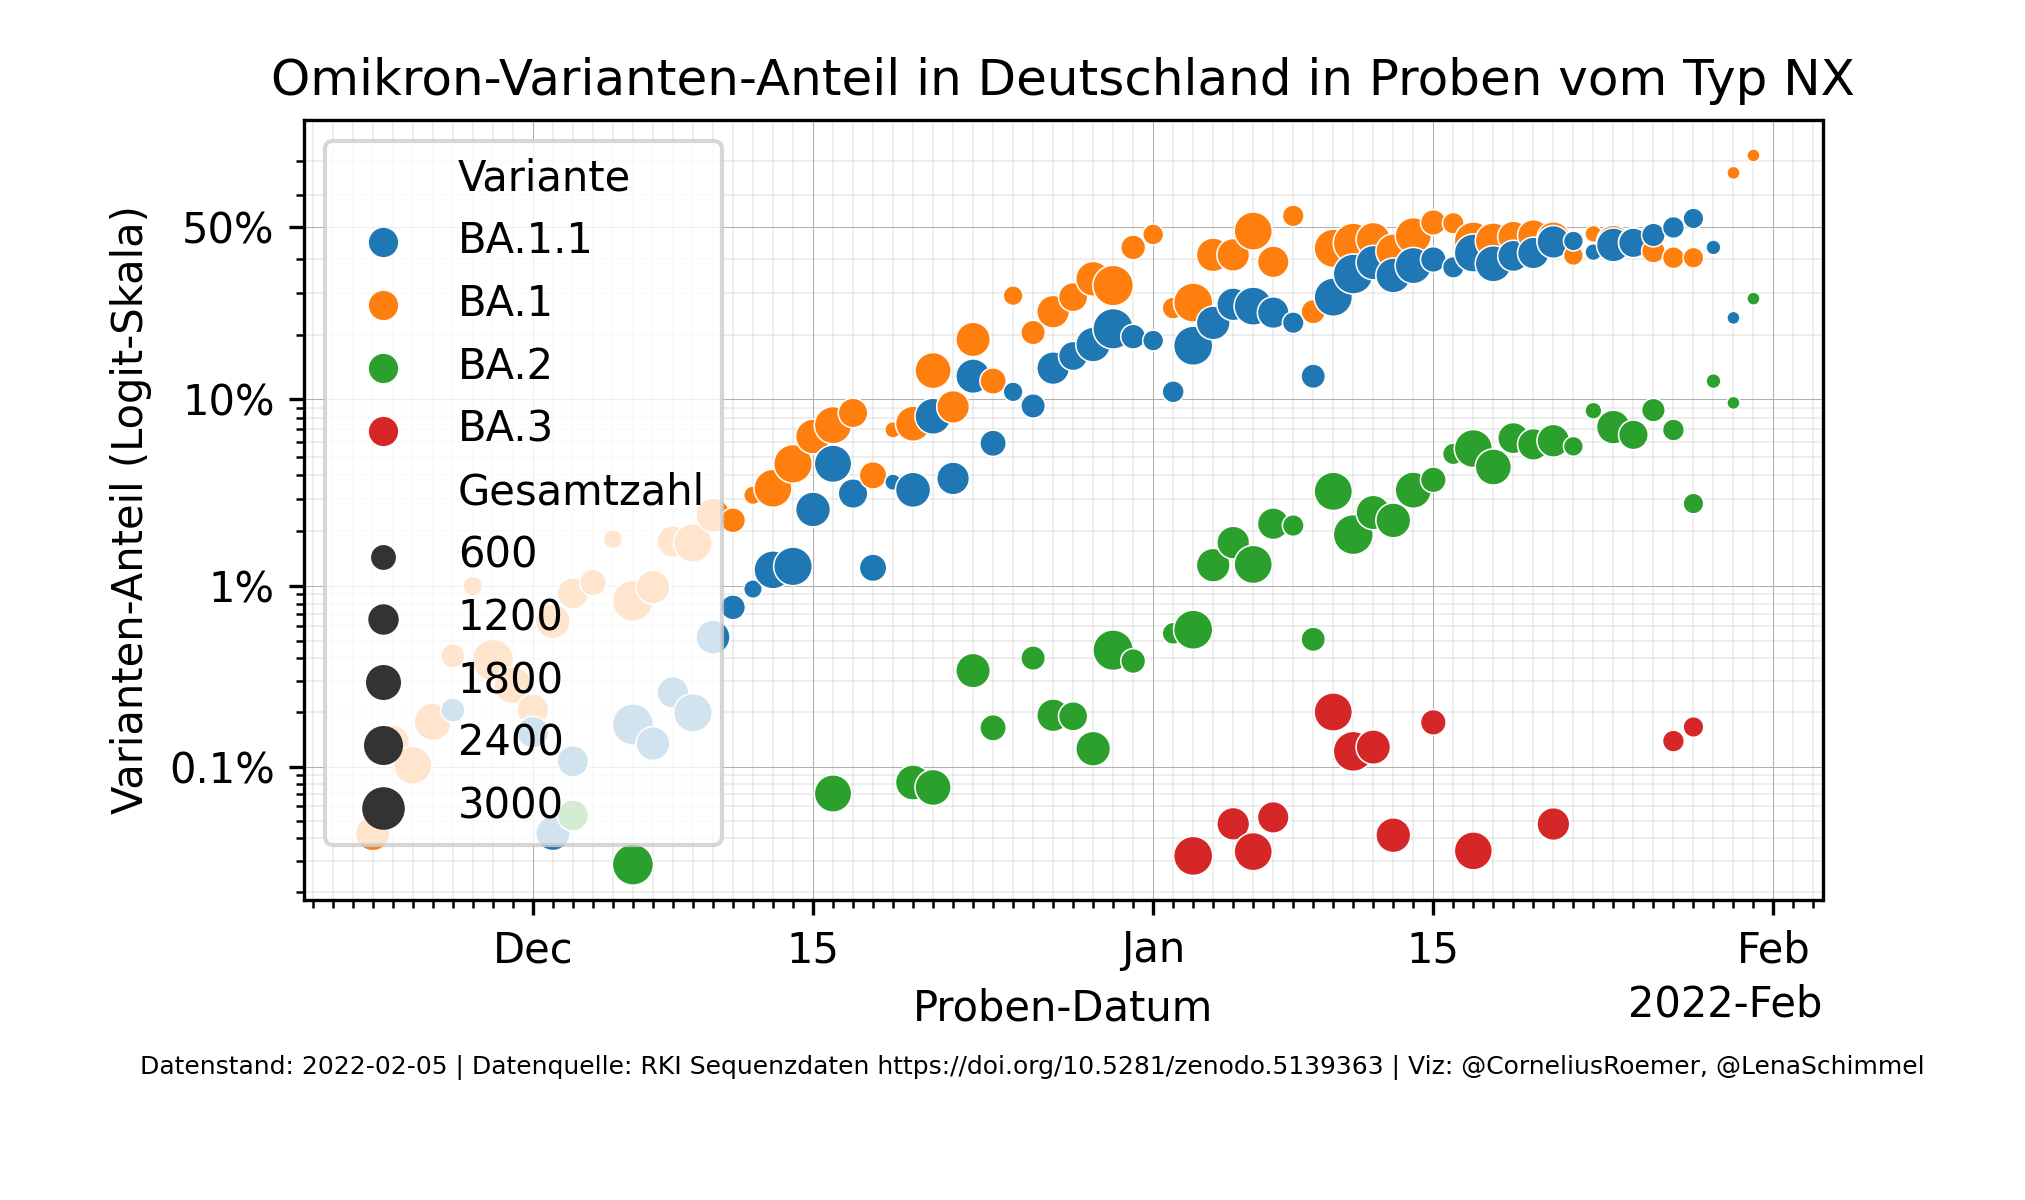 Omikron-Varianten-Anteil in Deutschland in Proben vom Typ NX
Varianten-Anteil (Logit-Skala)
50%
10%
1%
0.1%
Variante
BA.1.1
BA.1
BA.2
BA.3
Gesamtzahl
600
1200
1800
2400
3000
Dec 15 Jan 15 Feb
Proben-Datum
2022-Feb
Datenstand: 2022-02-05 | Datenquelle: RKI Sequenzdaten https://doi.org/10.5281/zenodo.5139363 | Viz: @CorneliusRoemer, @LenaSchimmel